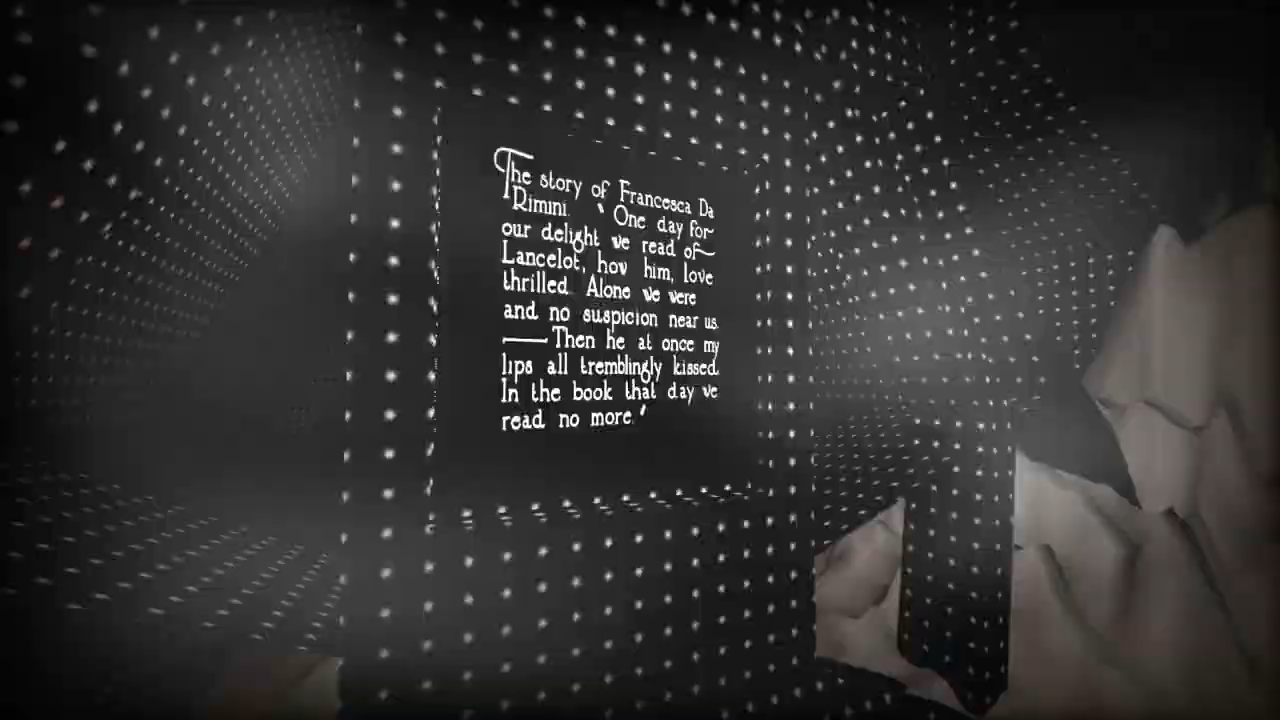 The story of Francesca Da
Rimini. " One day for
our delight we read of
Lancelot, how him, love
thrilled. Alone we were
and no suspicion near us.
—Then he at once my
lips all tremblingly kissed.
In the book that day we
read no more."